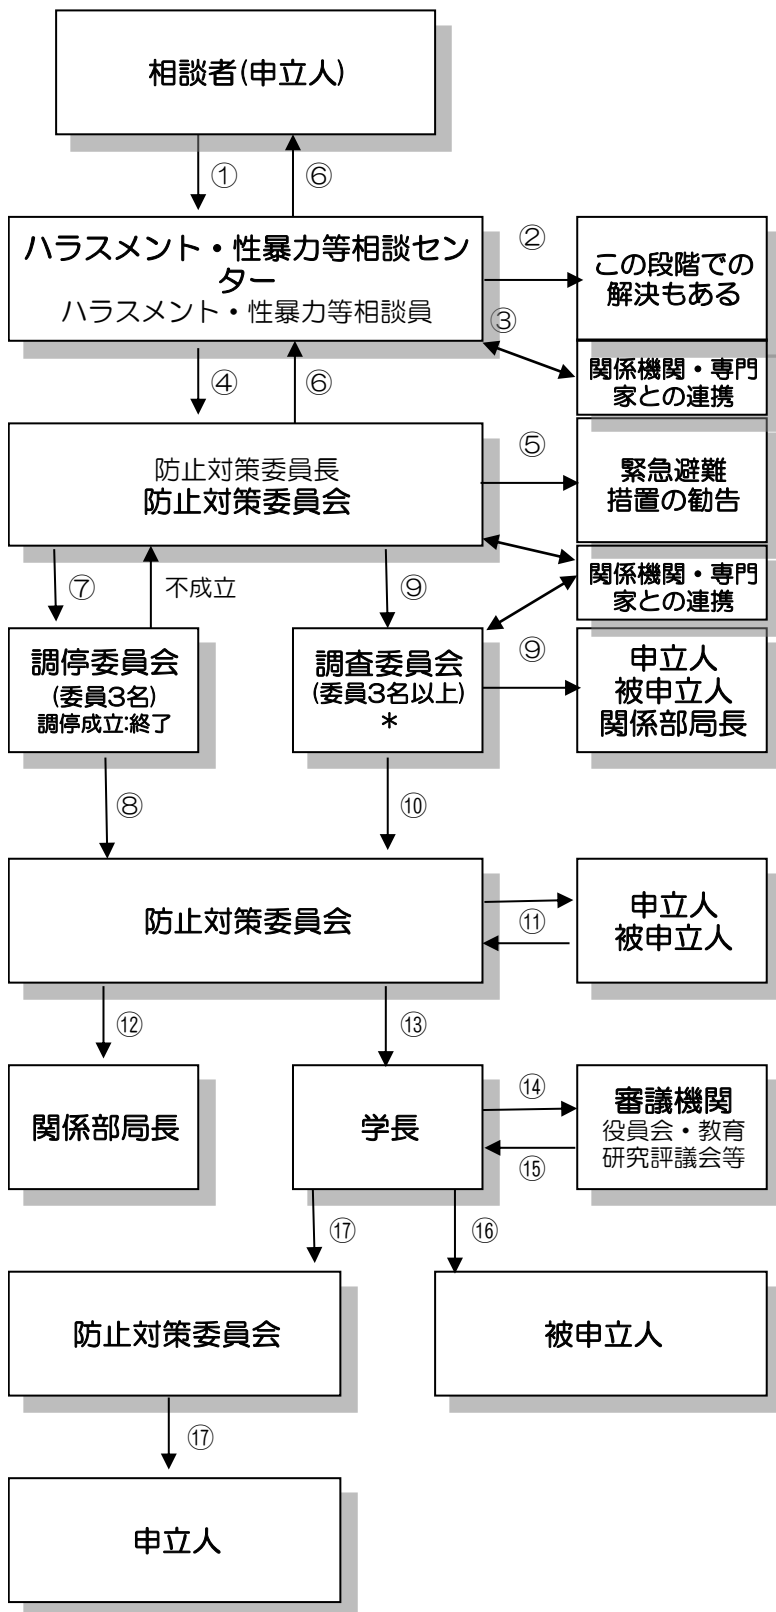 相談者(申立人)
①
⑥
ハラスメント・性暴力等相談セン
ター
ハラスメント・性暴力等相談員
②
この段階での
解決もある
③
関係機関・専門
家との連携
④
⑥
防止対策委員長
防止対策委員会
⑤
緊急避難
措置の勧告
関係機関・専門
家との連携
⑦
不成立
⑨
調停委員会
(委員3名)
調停成立:終了
調査委員会
(委員3名以上)
*
⑨
申立人
被申立人
関係部局長
⑧
⑩
防止対策委員会
⑪
申立人
被申立人
⑫
⑬
関係部局長
学長
⑭
⑮
審議機関
役員会・教育
研究評議会等
⑰
⑯
防止対策委員会
被申立人
⑰
申立人